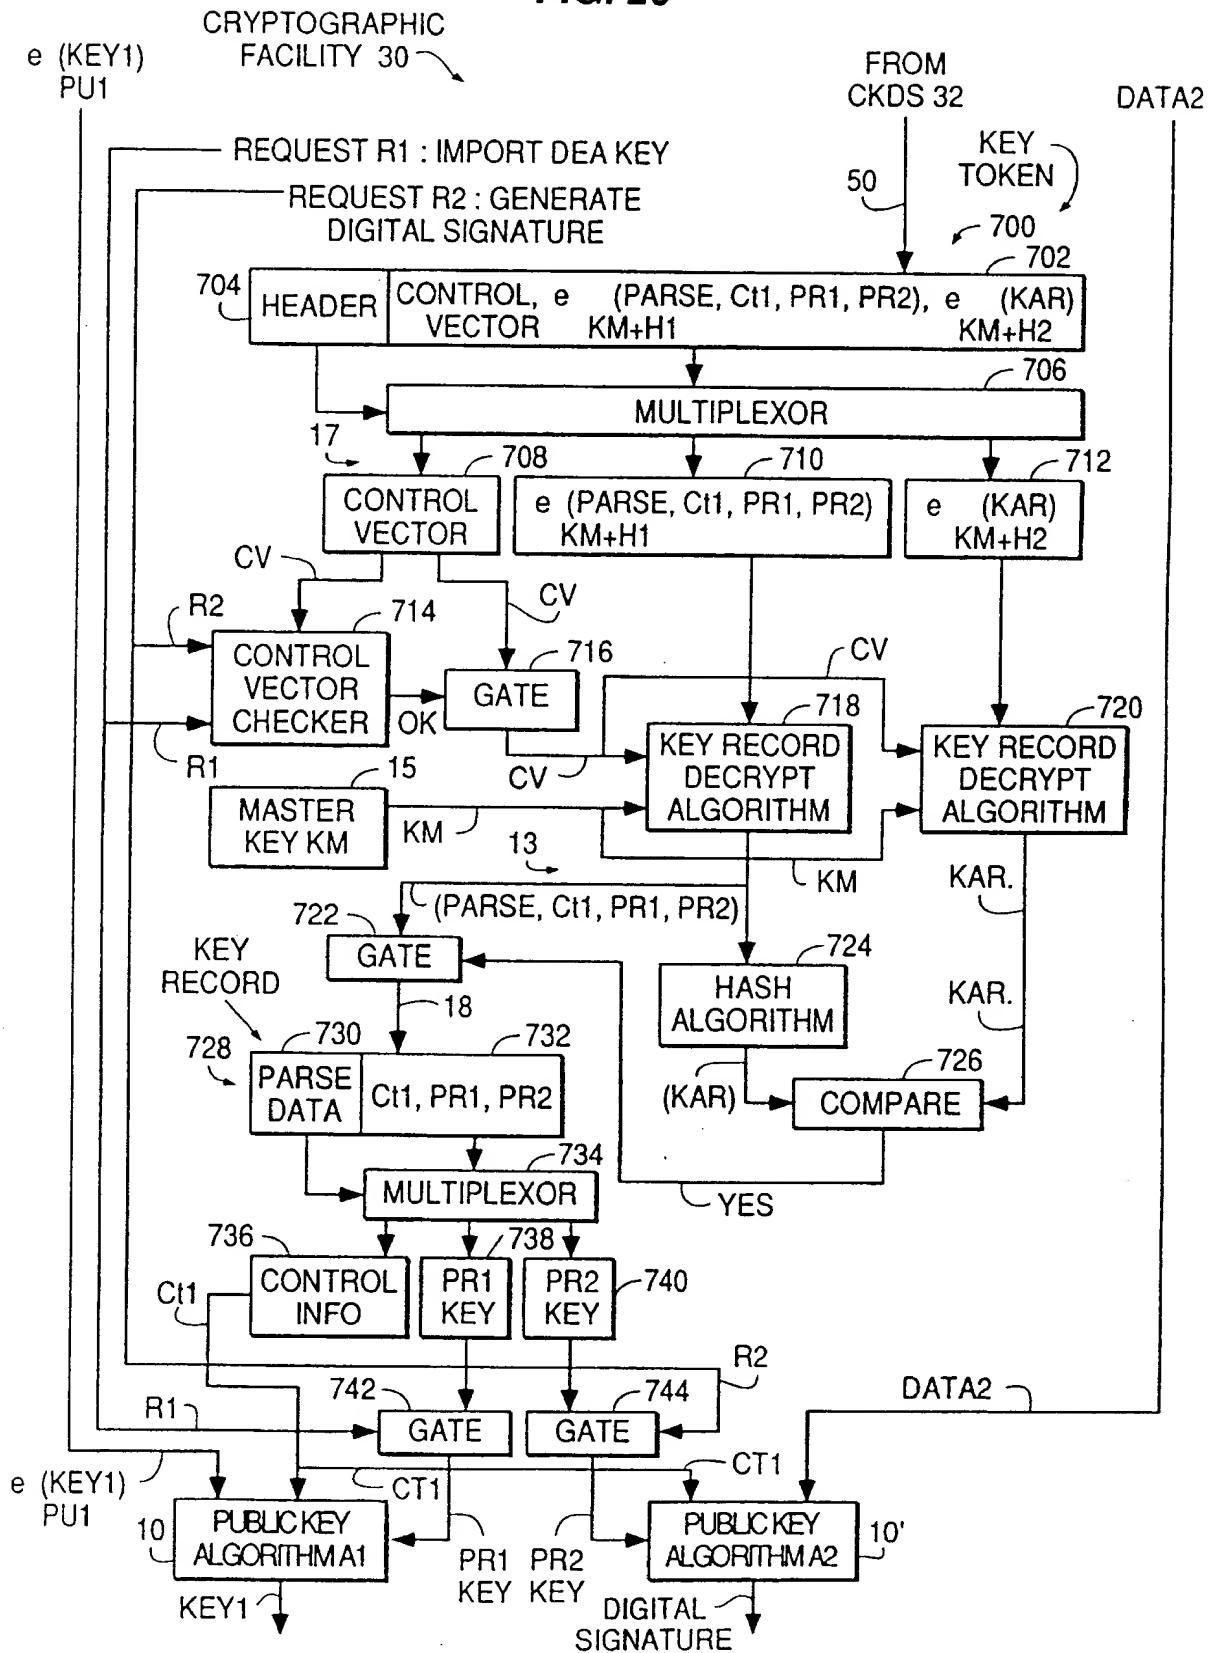 CRYPTOGRAPHIC
FACILITY 30
e (KEY1)
PU1
FROM
CKDS 32
DATA2
REQUEST R1 : IMPORT DEA KEY
REQUEST R2 : GENERATE
DIGITAL SIGNATURE
KEY
TOKEN
50
700
702
704
HEADER
CONTROL, e (PARSE, Ct1, PR1, PR2), e (KAR)
VECTOR KM+H1 KM+H2
706
MULTIPLEXOR
17
708
710
712
CONTROL
VECTOR
e (PARSE, Ct1, PR1, PR2)
KM+H1
e (KAR)
KM+H2
CV
CV
R2
714
716
CV
CONTROL
VECTOR
CHECKER
GATE
OK
718
720
R1
15
CV
KEY RECORD
DECRYPT
ALGORITHM
KEY RECORD
DECRYPT
ALGORITHM
MASTER
KEY KM
KM
13
KM
KAR.
(PARSE, Ct1, PR1, PR2)
722
GATE
724
KEY
RECORD
HASH
ALGORITHM
KAR.
18
728
730
732
726
PARSE
DATA
Ct1, PR1, PR2
(KAR)
COMPARE
734
MULTIPLEXOR
YES
736
738
740
Ct1
CONTROL
INFO
PR1
KEY
PR2
KEY
R2
742
744
DATA2
R1
GATE
GATE
e (KEY1)
PU1
CT1
CT1
10
PUBLIC KEY
ALGORITHM A1
PUBLIC KEY
ALGORITHM A2
10'
PR1
KEY
PR2
KEY
KEY1
DIGITAL
SIGNATURE